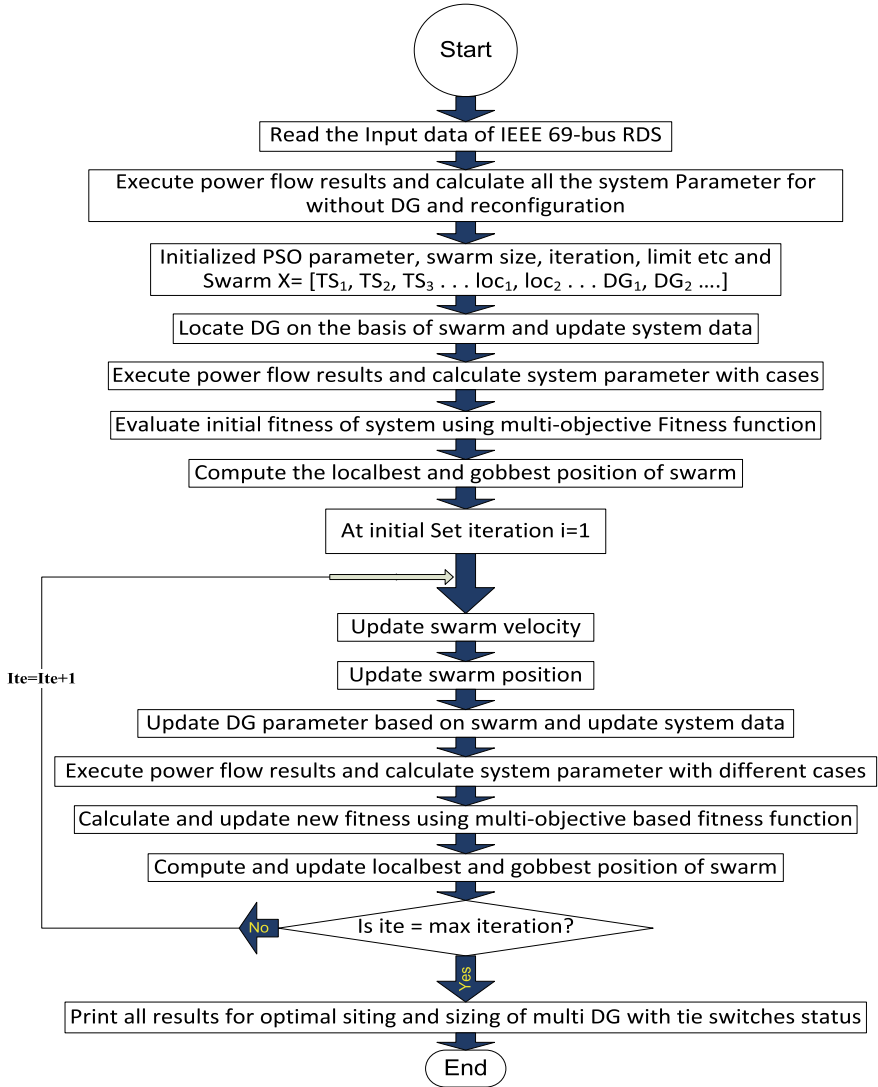 Start
Read the Input data of IEEE 69-bus RDS
Execute power flow results and calculate all the system Parameter for
without DG and reconfiguration
Initialized PSO parameter, swarm size, iteration, limit etc and
Swarm X= [TS₁, TS₂, TS₃ . . . loc₁, loc₂ . . . DG₁, DG₂ ....]
Locate DG on the basis of swarm and update system data
Execute power flow results and calculate system parameter with cases
Evaluate initial fitness of system using multi-objective Fitness function
Compute the localbest and gobbest position of swarm
At initial Set iteration i=1
Update swarm velocity
Update swarm position
Ite=Ite+1
Update DG parameter based on swarm and update system data
Execute power flow results and calculate system parameter with different cases
Calculate and update new fitness using multi-objective based fitness function
Compute and update localbest and gobbest position of swarm
Is ite = max iteration?
No
Yes
Print all results for optimal siting and sizing of multi DG with tie switches status
End